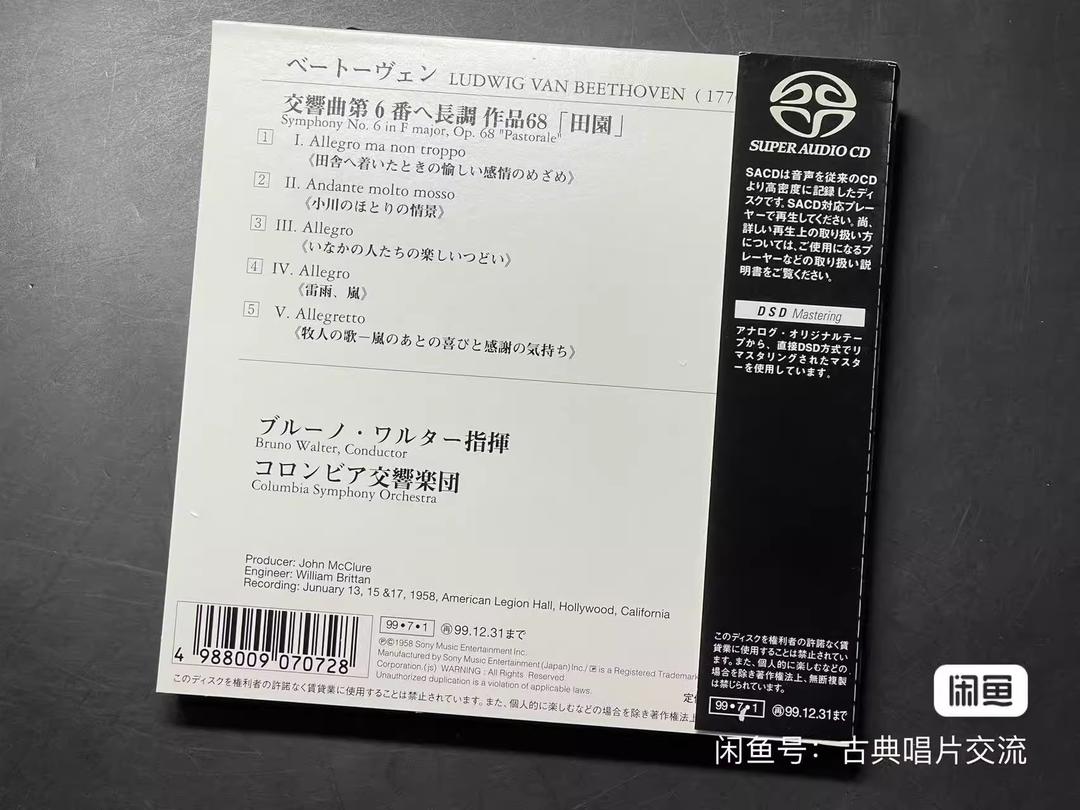 ベートーヴェン LUDWIG VAN BEETHOVEN (177
交響曲第6番ヘ長調 作品68「田園」
Symphony No. 6 in F major, Op. 68 "Pastorale"
1 I. Allegro ma non troppo
《田舎へ着いたときの愉しい感情のめざめ》
2 II. Andante molto mosso
《小川のほとりの情景》
3 III. Allegro
《いなかの人たちの楽しいつどい》
4 IV. Allegro
《雷雨、嵐》
5 V. Allegretto
《牧人の歌－嵐のあとの喜びと感謝の気持ち》
ブルーノ・ワルター指揮
Bruno Walter, Conductor
コロンビア交響楽団
Columbia Symphony Orchestra
Producer: John McClure
Engineer: William Brittan
Recording: Junuary 13, 15 &17, 1958, American Legion Hall, Hollywood, California
4 988009 070728
99・7・1 再99.12.31まで
Ⓟ©1958 Sony Music Entertainment Inc.
Manufactured by Sony Music Entertainment (Japan) Inc./ is a Registered Trademark
Corporation.(js) WARNING : All Rights Reserved.
Unauthorized duplication is a violation of applicable laws.
このディスクを権利者の許諾なく賃貸業に使用することは禁止されています。また、個人的に楽しむなどの場合を除き著作権法上
定
SUPER AUDIO CD
SACDは音声を従来のCD
より高密度に記録したディ
スクです。SACD対応プレー
ヤーで再生してください。尚、
詳しい再生上の取り扱い方
については、ご使用になるプ
レーヤーなどの取り扱い説
明書をご覧ください。
DSD Mastering
アナログ・オリジナルテー
プから、直接DSD方式でリ
マスタリングされたマスタ
ーを使用しています。
このディスクを権利者の許諾なく賃
貸業に使用することは禁止されてい
ます。また、個人的に楽しむなどの
場合を除き著作権法上、無断複製
は禁じられています。
99・7・1 再99.12.31まで
闲鱼
闲鱼号：古典唱片交流